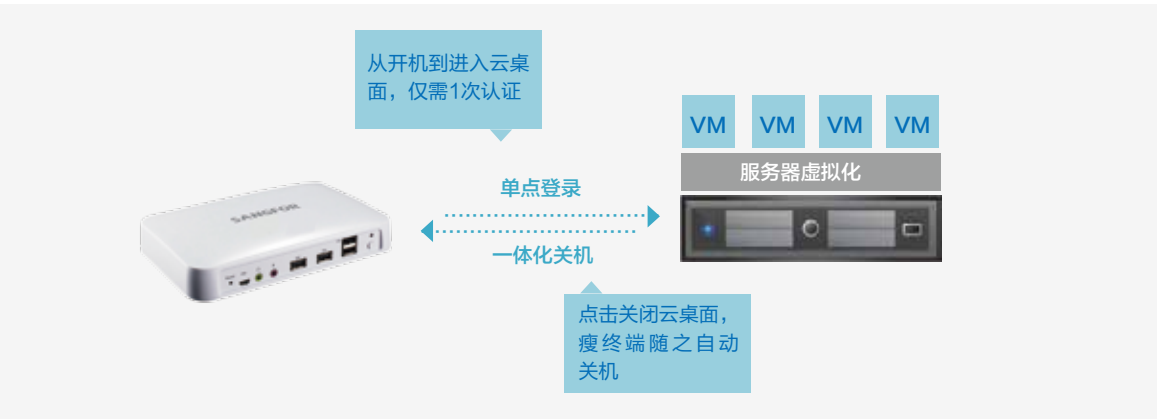 从开机到进入云桌
面，仅需1次认证
VM VM VM VM
服务器虚拟化
单点登录
SANGFOR
一体化关机
点击关闭云桌面，
瘦终端随之自动
关机